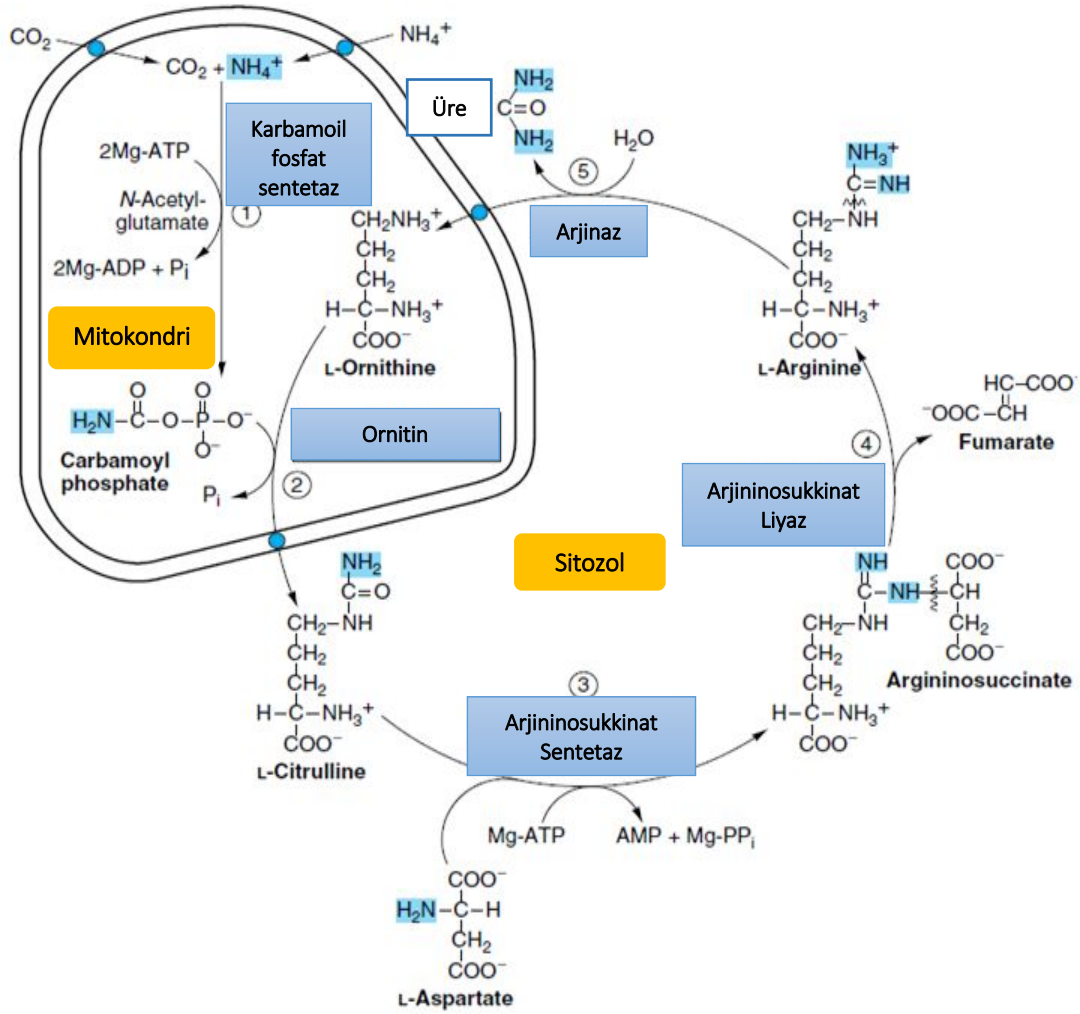 CO₂
NH₄⁺
CO₂ + NH₄⁺
Karbamoil
fosfat
sentetaz
2Mg-ATP
N-Acetyl-
glutamate
1
2Mg-ADP + Pi
Mitokondri
Üre
NH₂
C=O
NH₂
H₂O
5
Arjinaz
CH₂NH₃⁺
CH₂
CH₂
H–C–NH₃⁺
COO⁻
L-Ornithine
NH₃⁺
C=NH
CH₂–NH
CH₂
CH₂
H–C–NH₃⁺
COO⁻
L-Arginine
O
O
H₂N–C–O–P–O⁻
O⁻
Carbamoyl
phosphate
Ornitin
Pi
2
HC–COO⁻
⁻OOC–CH
Fumarate
4
Arjininosukkinat
Liyaz
Sitozol
NH₂
C=O
CH₂–NH
CH₂
CH₂
H–C–NH₃⁺
COO⁻
L-Citrulline
NH
COO⁻
C–NH–CH
CH₂–NH
CH₂
CH₂
COO⁻
CH₂
Argininosuccinate
H–C–NH₃⁺
COO⁻
3
Arjininosukkinat
Sentetaz
Mg-ATP
AMP + Mg-PPi
COO⁻
H₂N–C–H
CH₂
COO⁻
L-Aspartate